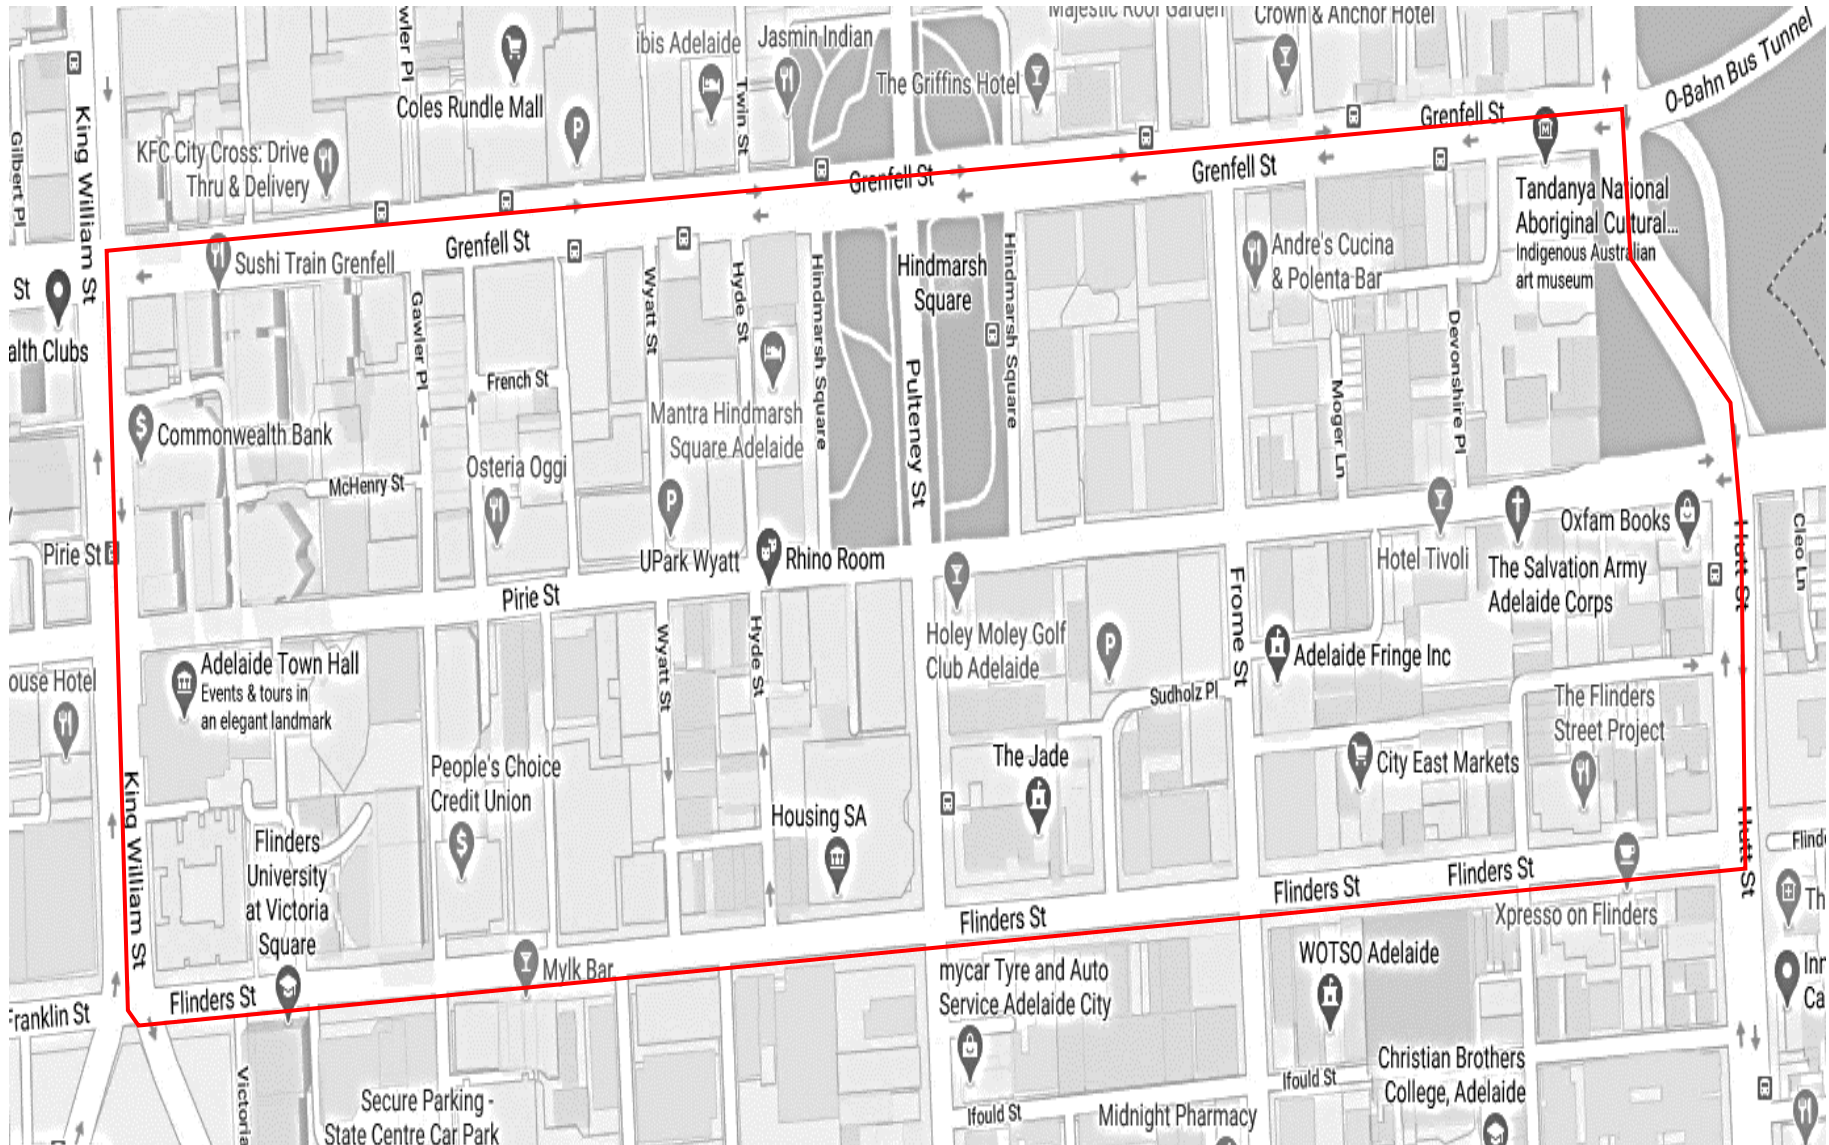 Majestic Roof Garden
Crown & Anchor Hotel
wler Pl
ibis Adelaide
Jasmin Indian
O-Bahn Bus Tunnel
Coles Rundle Mall
Twin St
The Griffins Hotel
Grenfell St
King William St
Gilbert Pl
KFC City Cross: Drive
Thru & Delivery
P
Grenfell St
Grenfell St
Tandanya National
Aboriginal Cultural...
Indigenous Australian
art museum
Grenfell St
Sushi Train Grenfell
St
alth Clubs
Gawler Pl
Wyatt St
Hyde St
Hindmarsh Square
Hindmarsh
Square
Hindmarsh Square
Andre's Cucina
& Polenta Bar
Devonshire Pl
Moger Ln
French St
Pulteney St
Mantra Hindmarsh
Square Adelaide
Commonwealth Bank
McHenry St
Osteria Oggi
P
UPark Wyatt
Rhino Room
Pirie St
Pirie St
Hotel Tivoli
The Salvation Army
Adelaide Corps
Oxfam Books
Hutt St
Cleo Ln
Frome St
Wyatt St
Hyde St
Holey Moley Golf
Club Adelaide
P
Adelaide Fringe Inc
Sudholz Pl
Adelaide Town Hall
Events & tours in
an elegant landmark
ouse Hotel
The Flinders
Street Project
The Jade
City East Markets
People's Choice
Credit Union
Housing SA
King William St
Flinders
University
at Victoria
Square
Hutt St
Flinde
Flinders St
Flinders St
Flinders St
Xpresso on Flinders
Th
Mylk Bar
Flinders St
Franklin St
mycar Tyre and Auto
Service Adelaide City
WOTSO Adelaide
Inn
Ca
Christian Brothers
College, Adelaide
Ifould St
Ifould St
Midnight Pharmacy
Victoria
Secure Parking -
State Centre Car Park